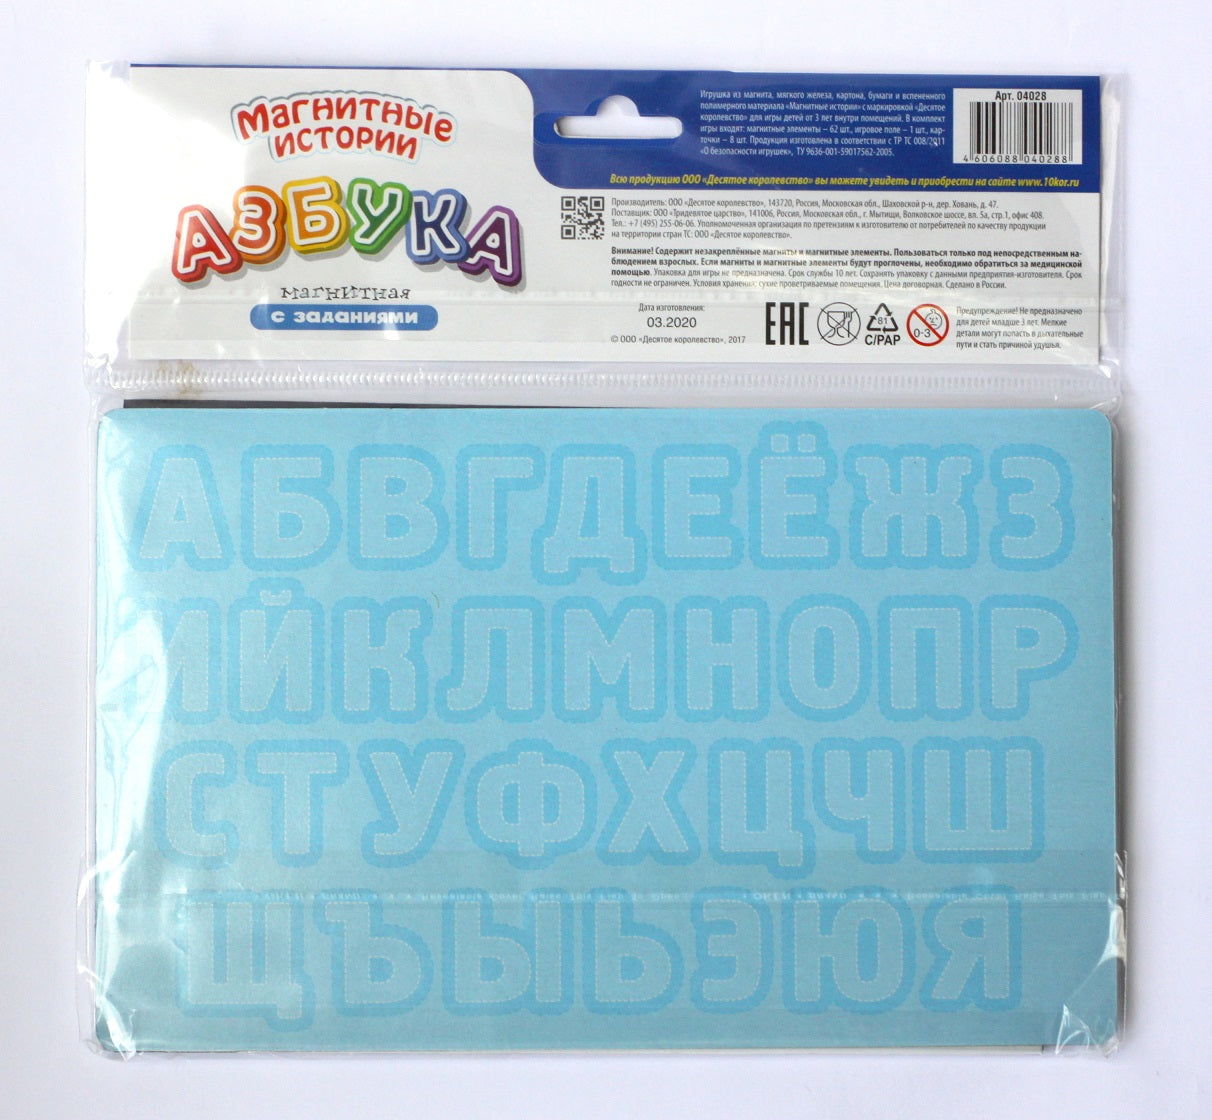 Магнитные
истории
АЗБУКА
магнитная
с заданиями
Игрушка из магнита, мягкого железа, картона, бумаги и вспененного
полимерного материала «Магнитные истории» с маркировкой «Десятое
королевство» для игры детей от 3 лет внутри помещений. В комплект
игры входят: магнитные элементы – 62 шт., игровое поле – 1 шт., кар-
точки – 8 шт. Продукция изготовлена в соответствии с ТР ТС 008/2011
«О безопасности игрушек», ТУ 9636-001-59017562-2005.
Арт. 04028
4 606088 040288
Всю продукцию ООО «Десятое королевство» вы можете увидеть и приобрести на сайте www.10kor.ru
Производитель: ООО «Десятое королевство», 143720, Россия, Московская обл., Шаховской р-н, дер. Ховань, д. 47.
Поставщик: ООО «Тридевятое царство», 141006, Россия, Московская обл., г. Мытищи, Волковское шоссе, вл. 5а, стр.1, офис 408.
Тел.: +7 (495) 255-06-06. Уполномоченная организация по претензиям к изготовителю от потребителей по качеству продукции
на территории стран ТС: ООО «Десятое королевство».
Внимание! Содержит незакреплённые магниты и магнитные элементы. Пользоваться только под непосредственным на-
блюдением взрослых. Если магниты и магнитные элементы будут проглочены, необходимо обратиться за медицинской
помощью. Упаковка для игры не предназначена. Срок службы 10 лет. Сохранять упаковку с данными предприятия-изготовителя. Срок
годности не ограничен. Условия хранения: сухие проветриваемые помещения. Цена договорная. Сделано в России.
Дата изготовления:
03.2020
© ООО «Десятое королевство», 2017
ЕАС
81
C/PAP
0-3
Предупреждение! Не предназначено
для детей младше 3 лет. Мелкие
детали могут попасть в дыхательные
пути и стать причиной удушья.
АБВГДЕЁЖЗ
ИЙКЛМНОПР
СТУФХЦЧШ
ЩЪЫЬЭЮЯ